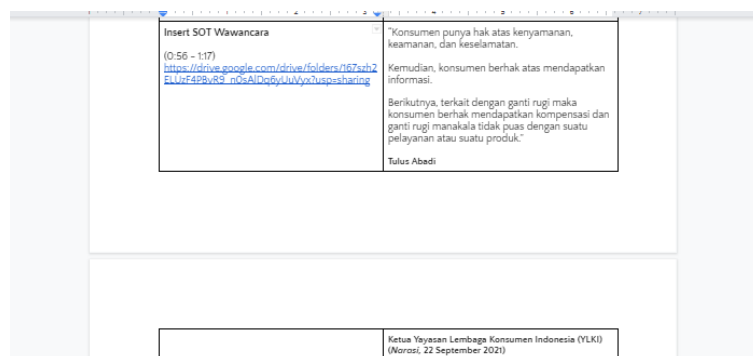 Insert SOT Wawancara
(0:56 – 1:17)
https://drive.google.com/drive/folders/167szh2
ELUzF4PBvR9_n0sAlDq6yUuVyx?usp=sharing
"Konsumen punya hak atas kenyamanan,
keamanan, dan keselamatan.
Kemudian, konsumen berhak atas mendapatkan
informasi.
Berikutnya, terkait dengan ganti rugi maka
konsumen berhak mendapatkan kompensasi dan
ganti rugi manakala tidak puas dengan suatu
pelayanan atau suatu produk."
Tulus Abadi
Ketua Yayasan Lembaga Konsumen Indonesia (YLKI)
(Narasi, 22 September 2021)